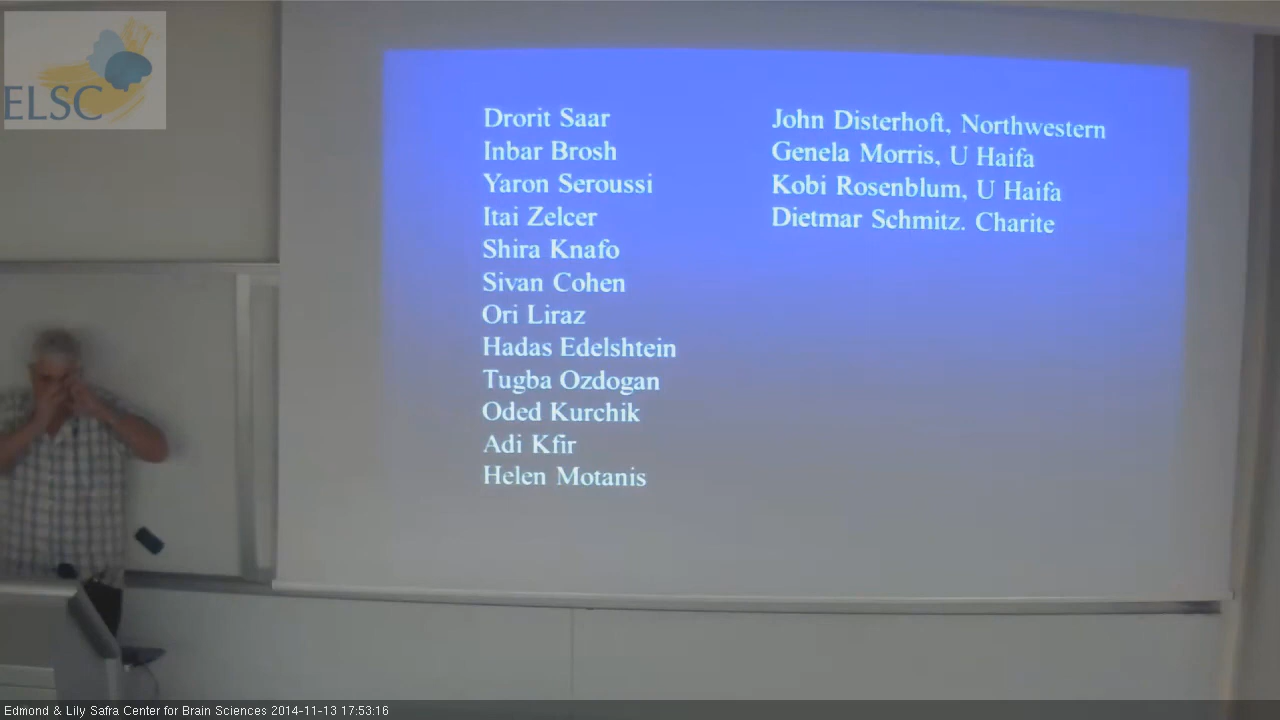 ELSC
Drorit Saar
Inbar Brosh
Yaron Seroussi
Itai Zelcer
Shira Knafo
Sivan Cohen
Ori Liraz
Hadas Edelshtein
Tugba Ozdogan
Oded Kurchik
Adi Kfir
Helen Motanis
John Disterhoft, Northwestern
Genela Morris, U Haifa
Kobi Rosenblum, U Haifa
Dietmar Schmitz. Charite
Edmond & Lily Safra Center for Brain Sciences 2014-11-13 17:53:16